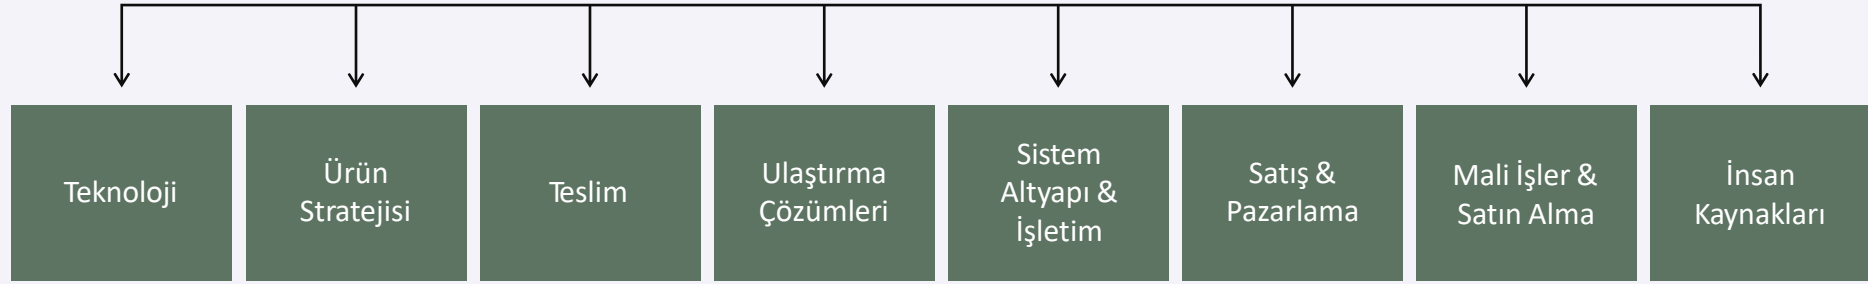 Teknoloji
Ürün
Stratejisi
Teslim
Ulaştırma
Çözümleri
Sistem
Altyapı &
İşletim
Satış &
Pazarlama
Mali İşler &
Satın Alma
İnsan
Kaynakları